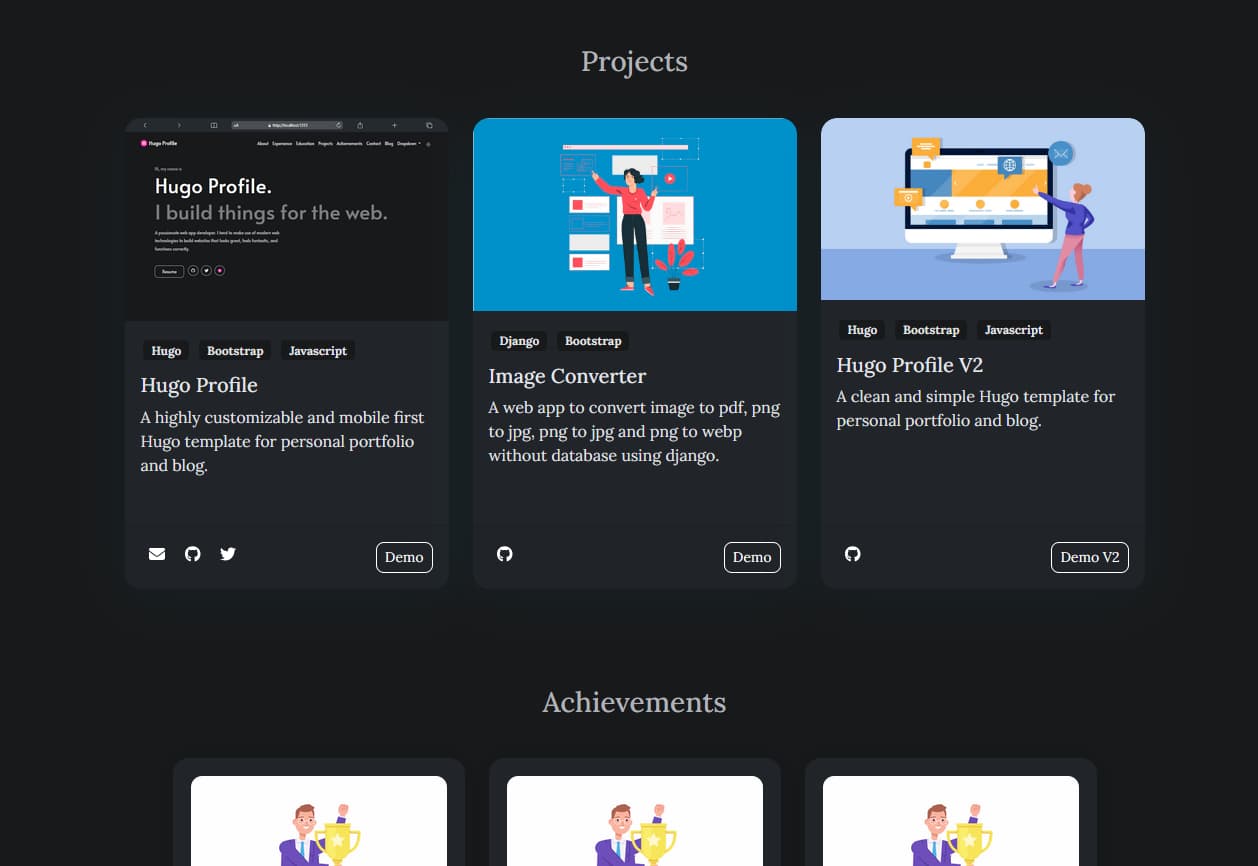 Projects
http://localhost:1313
Hugo Profile
About Experience Education Projects Achievements Contact Blog Dropdown
Hi, my name is
Hugo Profile.
I build things for the web.
A passionate web app developer. I tend to make use of modern web
technologies to build websites that looks great, feels fantastic, and
functions correctly.
Resume
Hugo Bootstrap Javascript
Hugo Profile
A highly customizable and mobile first
Hugo template for personal portfolio
and blog.
Demo
Django Bootstrap
Image Converter
A web app to convert image to pdf, png
to jpg, png to jpg and png to webp
without database using django.
Demo
Hugo Bootstrap Javascript
Hugo Profile V2
A clean and simple Hugo template for
personal portfolio and blog.
Demo V2
Achievements